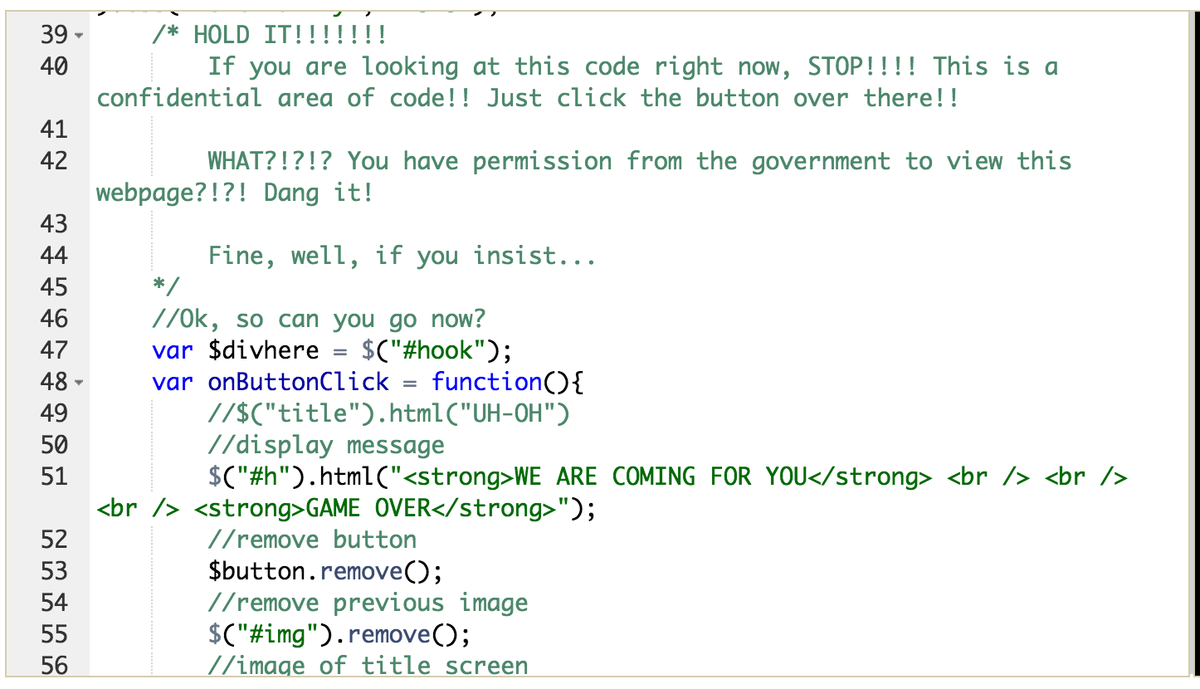 39 /* HOLD IT!!!!!!!
40 If you are looking at this code right now, STOP!!!! This is a
confidential area of code!! Just click the button over there!!
41
42 WHAT?!?!? You have permission from the government to view this
webpage?!?! Dang it!
43
44 Fine, well, if you insist...
45 */
46 //Ok, so can you go now?
47 var $divhere = $("#hook");
48 var onButtonClick = function(){
49 //$("title").html("UH-OH")
50 //display message
51 $("#h").html("<strong>WE ARE COMING FOR YOU</strong> <br /> <br />
<br /> <strong>GAME OVER</strong>");
52 //remove button
53 $button.remove();
54 //remove previous image
55 $("#img").remove();
56 //image of title screen